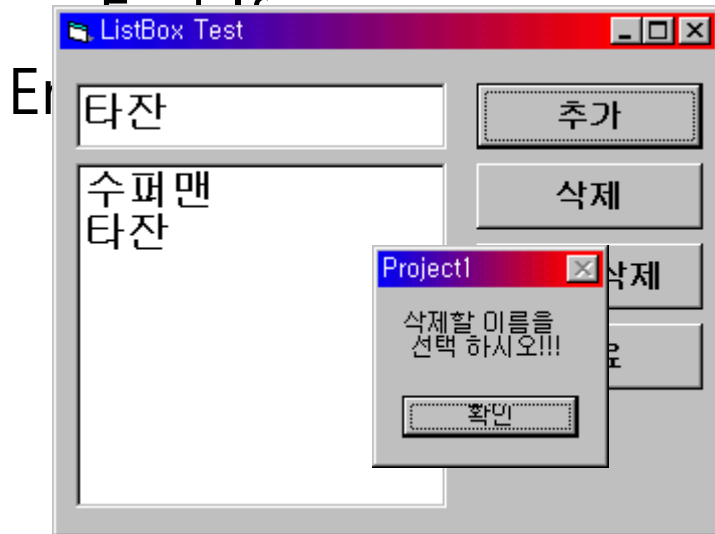 ListBox Test
타잔
추가
수퍼맨
타잔
삭제
Project1
삭제
삭제할 이름을
선택 하시오!!!
확인